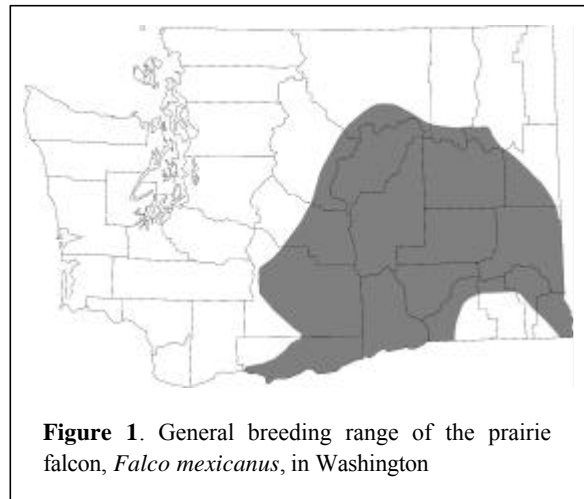 Figure 1. General breeding range of the prairie
falcon, Falco mexicanus, in Washington